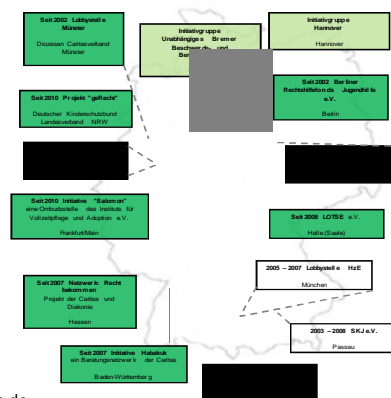 Seit 2002 Lobbystelle
Münster
Diözesan Caritasverband
Münster
Initiativgruppe
Unabhängiges Bremer
Beschwerde- und
Initiativgruppe
Hannover
Hannover
Seit 2010 Projekt "geRecht"
Deutscher Kinderschutzbund
Landesverband NRW
Seit 2002 Berliner
Rechtshilfefonds Jugendhilfe
e.V.
Berlin
Seit 2010 Initiative "Salomon"
eine Ombudsstelle des Instituts für
Vollzeitpflege und Adoption e.V.
Frankfurt/Main
Seit 2008 LOTSE e.V.
Halle (Saale)
2005 – 2007 Lobbystelle HzE
München
Seit 2007 Netzwerk Recht
bekommen
Projekt der Caritas und
Diakonie
Hessen
2003 – 2008 SKJ e.V.
Passau
Seit 2007 Initiative Habakuk
ein Beratungsnetzwerk der Caritas
Baden-Württemberg